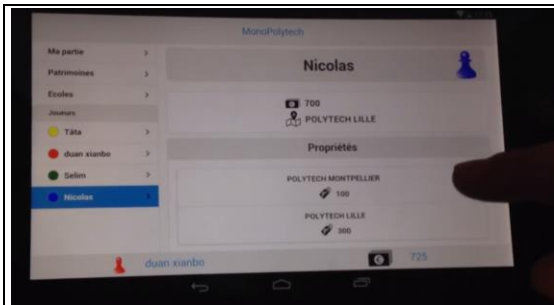 MonoPolytech
Ma partie
Patrimoines
Ecoles
Joueurs
Täta
duan xianbo
Selim
Nicolas
Nicolas
700
POLYTECH LILLE
Propriétés
POLYTECH MONTPELLIER
100
POLYTECH LILLE
300
duan xianbo
725